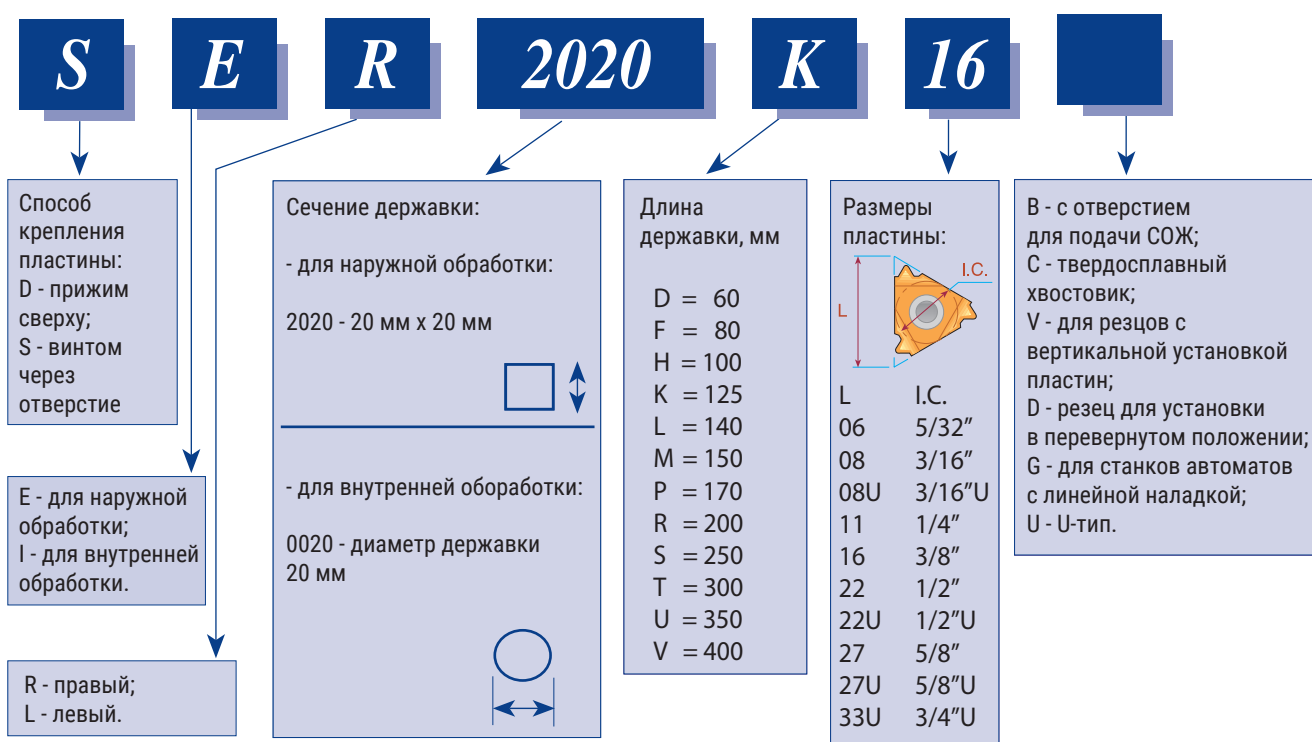 S E R 2020 K 16
Способ
крепления
пластины:
D - прижим
сверху;
S - винтом
через
отверстие
E - для наружной
обработки;
I - для внутренней
обработки.
R - правый;
L - левый.
Сечение державки:
- для наружной обработки:
2020 - 20 мм x 20 мм
- для внутренней обоработки:
0020 - диаметр державки
20 мм
Длина
державки, мм
D = 60
F = 80
H = 100
K = 125
L = 140
M = 150
P = 170
R = 200
S = 250
T = 300
U = 350
V = 400
Размеры
пластины:
I.C.
L
L I.C.
06 5/32”
08 3/16”
08U 3/16”U
11 1/4”
16 3/8”
22 1/2”
22U 1/2”U
27 5/8”
27U 5/8”U
33U 3/4”U
B - с отверстием
для подачи СОЖ;
C - твердосплавный
хвостовик;
V - для резцов с
вертикальной установкой
пластин;
D - резец для установки
в перевернутом положении;
G - для станков автоматов
с линейной наладкой;
U - U-тип.